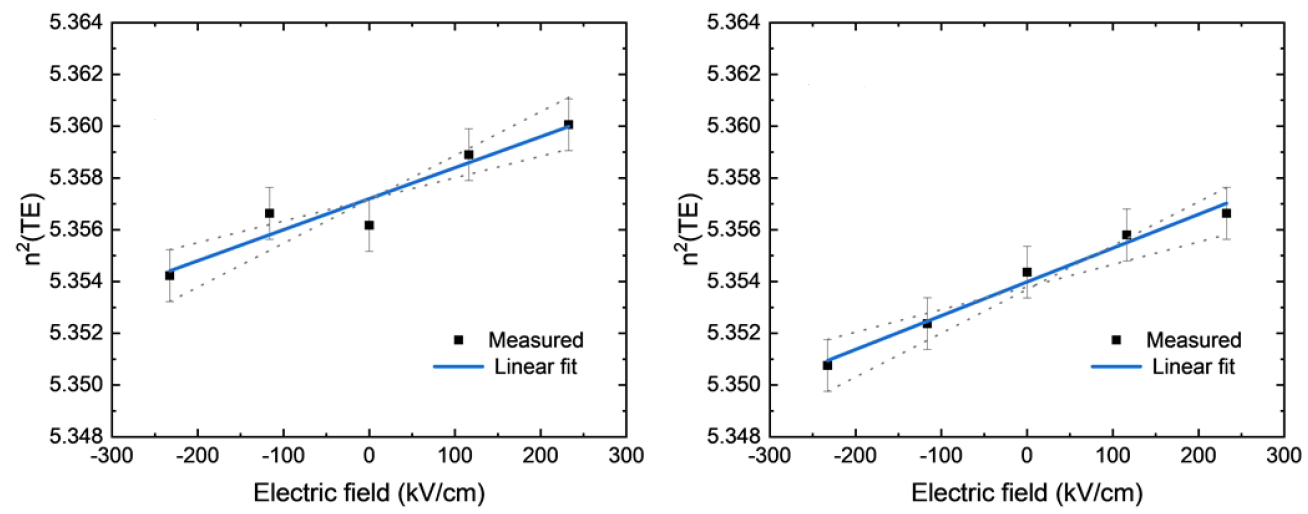 5.364
5.362
5.360
5.358
5.356
5.354
5.352
5.350
5.348
n²(TE)
-300 -200 -100 0 100 200 300
Electric field (kV/cm)
Measured
Linear fit
5.364
5.362
5.360
5.358
5.356
5.354
5.352
5.350
5.348
n²(TE)
-300 -200 -100 0 100 200 300
Electric field (kV/cm)
Measured
Linear fit